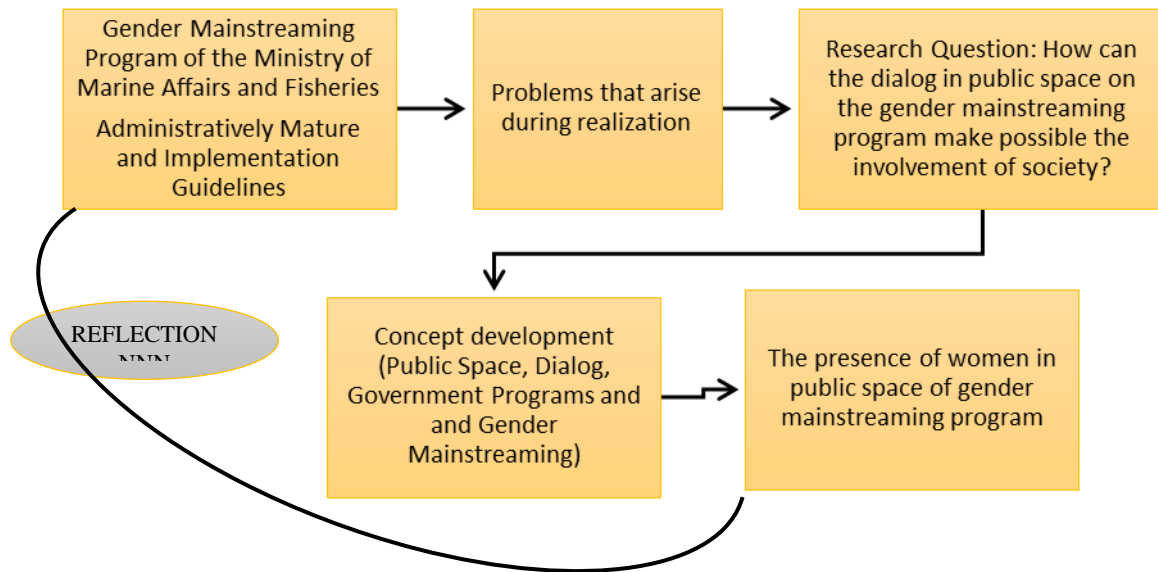 Gender Mainstreaming
Program of the Ministry of
Marine Affairs and Fisheries
Administratively Mature
and Implementation
Guidelines
Problems that arise
during realization
Research Question: How can
the dialog in public space on
the gender mainstreaming
program make possible the
involvement of society?
REFLECTION
Concept development
(Public Space, Dialog,
Government Programs and
and Gender
Mainstreaming)
The presence of women in
public space of gender
mainstreaming program